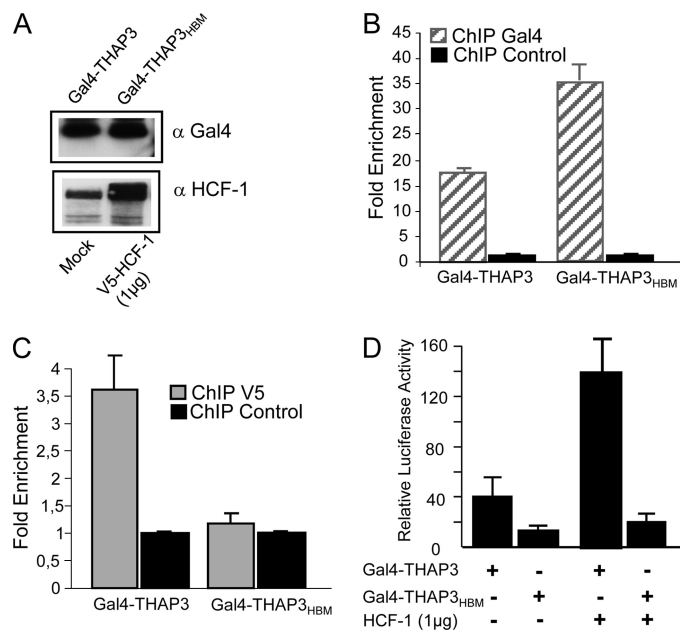 A
Gal4-THAP3
Gal4-THAP3HBM
α Gal4
α HCF-1
Mock
V5-HCF-1
(1µg)
B
ChIP Gal4
ChIP Control
Fold Enrichment
45
40
35
30
25
20
15
10
5
0
Gal4-THAP3
Gal4-THAP3HBM
C
ChIP V5
ChIP Control
Fold Enrichment
4
3,5
3
2,5
2
1,5
1
0,5
0
Gal4-THAP3
Gal4-THAP3HBM
D
Relative Luciferase Activity
160
120
80
40
00
Gal4-THAP3 + - + -
Gal4-THAP3HBM - + - +
HCF-1 (1µg) - - + +